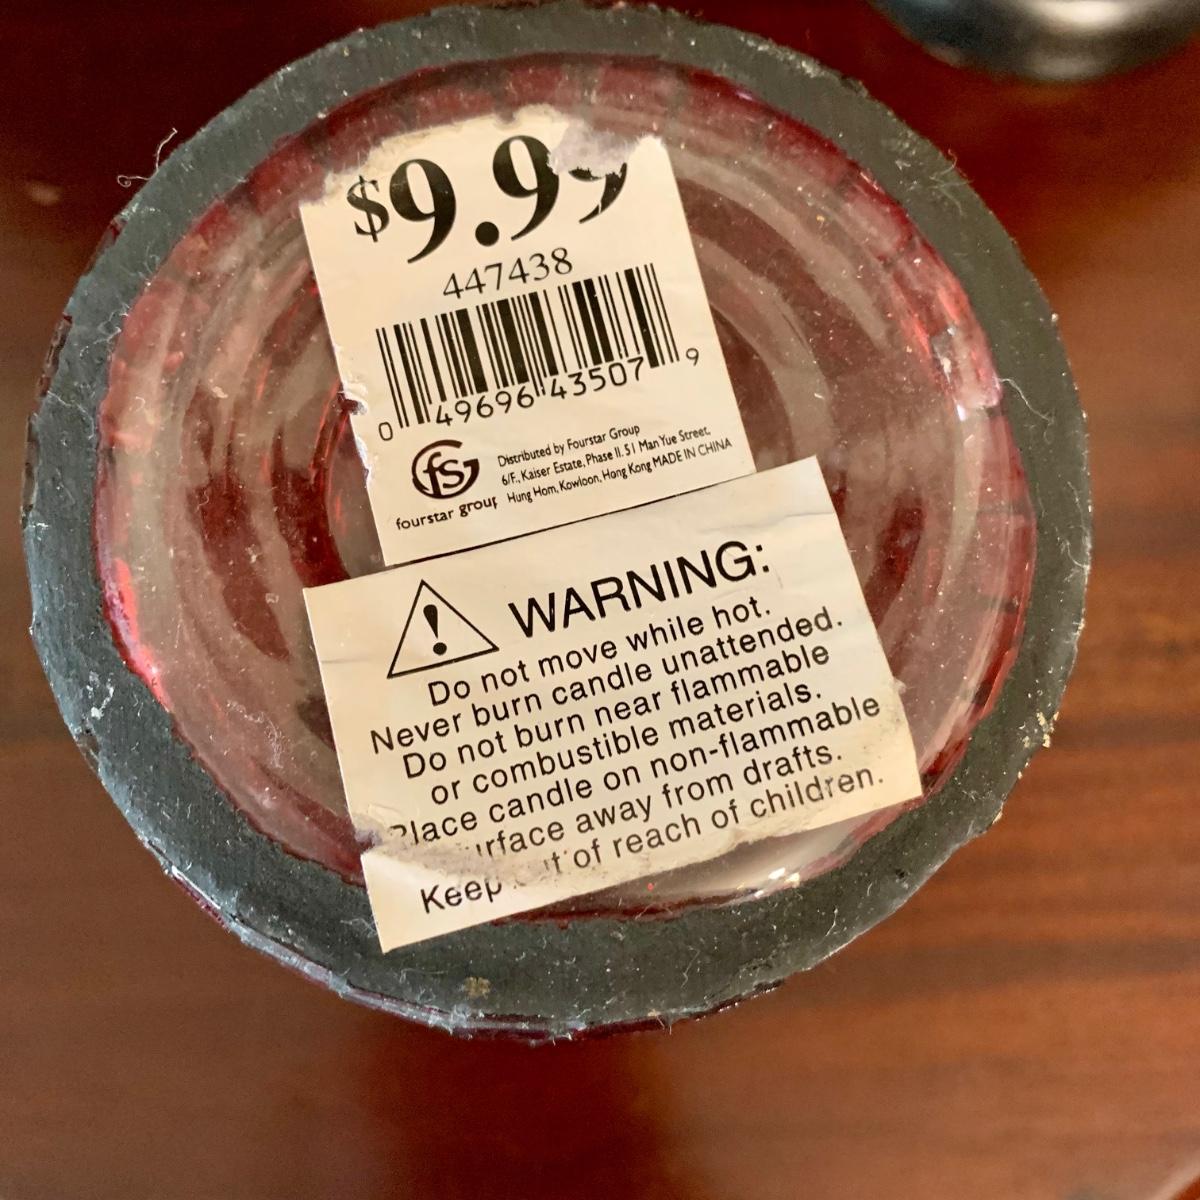 $9.99
447438
0 49696 43507 9
fsg
fourstar group
Distributed by Fourstar Group
6/F., Kaiser Estate, Phase II. 51 Man Yue Street.
Hung Hom, Kowloon, Hong Kong MADE IN CHINA
WARNING:
Do not move while hot.
Never burn candle unattended.
Do not burn near flammable
or combustible materials.
Place candle on non-flammable
surface away from drafts.
Keep out of reach of children.